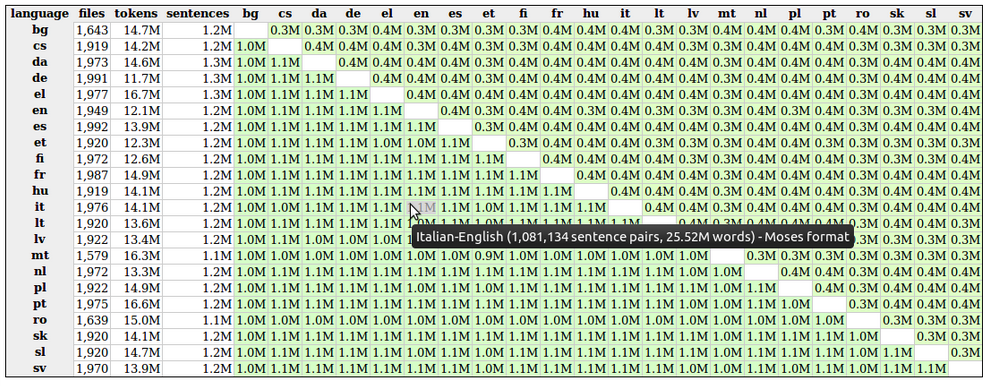 language files tokens sentences bg cs da de el en es et fi fr hu it lt lv mt nl pl pt ro sk sl sv
bg 1,643 14.7M 1.2M 0.3M 0.3M 0.3M 0.4M 0.3M 0.3M 0.3M 0.3M 0.4M 0.4M 0.3M 0.3M 0.3M 0.4M 0.4M 0.4M 0.3M 0.4M 0.3M 0.3M 0.3M
cs 1,919 14.2M 1.2M 1.0M 0.4M 0.4M 0.4M 0.3M 0.4M 0.3M 0.3M 0.4M 0.4M 0.4M 0.3M 0.3M 0.4M 0.4M 0.4M 0.4M 0.3M 0.3M 0.3M 0.3M
da 1,973 14.6M 1.3M 1.0M 1.1M 0.4M 0.4M 0.4M 0.4M 0.3M 0.4M 0.4M 0.4M 0.4M 0.3M 0.3M 0.4M 0.4M 0.4M 0.4M 0.3M 0.4M 0.4M 0.4M
de 1,991 11.7M 1.3M 1.0M 1.1M 1.1M 0.4M 0.4M 0.4M 0.3M 0.4M 0.4M 0.4M 0.4M 0.3M 0.3M 0.4M 0.4M 0.4M 0.4M 0.3M 0.4M 0.4M 0.4M
el 1,977 16.7M 1.3M 1.0M 1.1M 1.1M 1.1M 0.4M 0.4M 0.4M 0.4M 0.4M 0.4M 0.4M 0.4M 0.4M 0.4M 0.4M 0.4M 0.4M 0.3M 0.4M 0.4M 0.4M
en 1,949 12.1M 1.2M 1.0M 1.1M 1.1M 1.1M 1.1M 0.4M 0.3M 0.4M 0.4M 0.3M 0.4M 0.3M 0.3M 0.4M 0.4M 0.3M 0.4M 0.3M 0.3M 0.3M 0.4M
es 1,992 13.9M 1.2M 1.0M 1.1M 1.1M 1.1M 1.1M 1.1M 0.3M 0.4M 0.4M 0.4M 0.4M 0.3M 0.3M 0.4M 0.4M 0.4M 0.4M 0.3M 0.4M 0.4M 0.4M
et 1,920 12.3M 1.2M 1.0M 1.1M 1.1M 1.1M 1.0M 1.0M 1.1M 0.3M 0.4M 0.4M 0.4M 0.3M 0.3M 0.4M 0.4M 0.4M 0.4M 0.3M 0.3M 0.3M 0.3M
fi 1,972 12.6M 1.2M 1.0M 1.1M 1.1M 1.1M 1.1M 1.1M 1.1M 1.1M 0.4M 0.4M 0.4M 0.3M 0.3M 0.4M 0.4M 0.4M 0.4M 0.3M 0.3M 0.3M 0.4M
fr 1,987 14.9M 1.2M 1.0M 1.1M 1.1M 1.1M 1.1M 1.1M 1.1M 1.1M 1.1M 0.4M 0.4M 0.4M 0.4M 0.4M 0.4M 0.4M 0.4M 0.3M 0.4M 0.4M 0.4M
hu 1,919 14.1M 1.2M 1.0M 1.1M 1.1M 1.1M 1.1M 1.1M 1.1M 1.1M 1.1M 1.1M 0.4M 0.4M 0.3M 0.4M 0.4M 0.4M 0.4M 0.3M 0.4M 0.4M 0.4M
it 1,976 14.1M 1.2M 1.0M 1.0M 1.1M 1.1M 1.1M 1.1M 1.0M 1.1M 1.1M 1.1M 0.4M 0.4M 0.4M 0.4M 0.4M 0.4M 0.3M 0.4M 0.4M 0.4M
lt 1,920 13.6M 1.2M 1.0M 1.1M 1.1M 1.1M 1.1M
lv 1,922 13.4M 1.2M 1.0M 1.1M 1.0M 1.0M 1.0M 0.3M 0.3M 0.3M
Italian-English (1,081,134 sentence pairs, 25.52M words) - Moses format
mt 1,579 16.3M 1.1M 1.0M 1.0M 1.0M 1.0M 1.0M 1.0M 1.0M 0.9M 1.0M 1.0M 1.0M 1.0M 1.0M 1.0M 0.3M 0.3M 0.3M 0.3M 0.3M 0.3M 0.3M
nl 1,972 13.3M 1.2M 1.0M 1.1M 1.1M 1.1M 1.1M 1.1M 1.1M 1.1M 1.1M 1.1M 1.1M 1.1M 1.1M 1.0M 1.0M 0.4M 0.4M 0.3M 0.4M 0.4M 0.4M
pl 1,922 14.9M 1.2M 1.0M 1.1M 1.1M 1.1M 1.1M 1.1M 1.1M 1.1M 1.1M 1.1M 1.1M 1.1M 1.1M 1.1M 1.0M 1.1M 0.4M 0.3M 0.4M 0.4M 0.4M
pt 1,975 16.6M 1.2M 1.0M 1.1M 1.1M 1.1M 1.1M 1.1M 1.1M 1.1M 1.1M 1.1M 1.1M 1.1M 1.1M 1.0M 1.0M 1.1M 1.0M 0.3M 0.4M 0.4M 0.4M
ro 1,639 15.0M 1.1M 1.0M 1.0M 1.0M 1.0M 1.0M 1.0M 1.0M 1.0M 1.0M 1.0M 1.0M 1.0M 1.0M 1.0M 1.0M 1.0M 1.0M 1.0M 0.3M 0.3M 0.3M
sk 1,920 14.1M 1.2M 1.0M 1.1M 1.1M 1.1M 1.1M 1.1M 1.1M 1.1M 1.1M 1.1M 1.1M 1.1M 1.1M 1.1M 1.0M 1.1M 1.1M 1.1M 1.0M 0.3M 0.3M
sl 1,920 14.7M 1.2M 1.0M 1.1M 1.1M 1.1M 1.1M 1.0M 1.1M 1.1M 1.1M 1.1M 1.1M 1.0M 1.1M 1.1M 1.0M 1.1M 1.1M 1.1M 1.0M 1.1M 0.3M
sv 1,970 13.9M 1.2M 1.0M 1.1M 1.1M 1.1M 1.1M 1.1M 1.1M 1.1M 1.1M 1.1M 1.1M 1.1M 1.1M 1.0M 1.0M 1.1M 1.1M 1.1M 1.0M 1.1M 1.1M